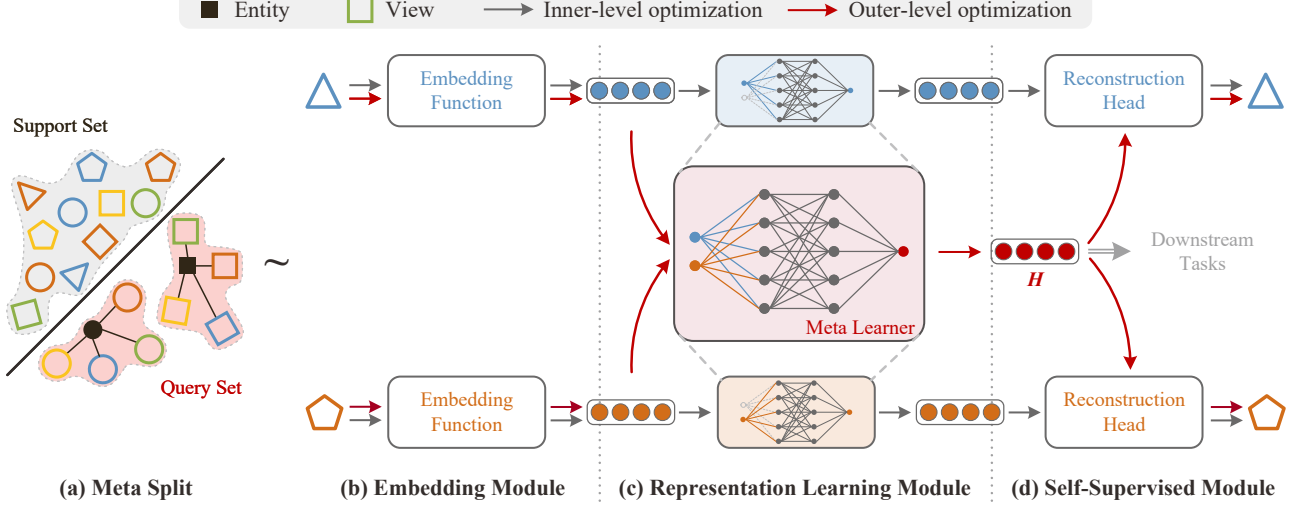 Entity View Inner-level optimization Outer-level optimization
Support Set
Query Set
~
Embedding
Function
Embedding
Function
Meta Learner
H
Reconstruction
Head
Downstream
Tasks
Reconstruction
Head
(a) Meta Split (b) Embedding Module (c) Representation Learning Module (d) Self-Supervised Module